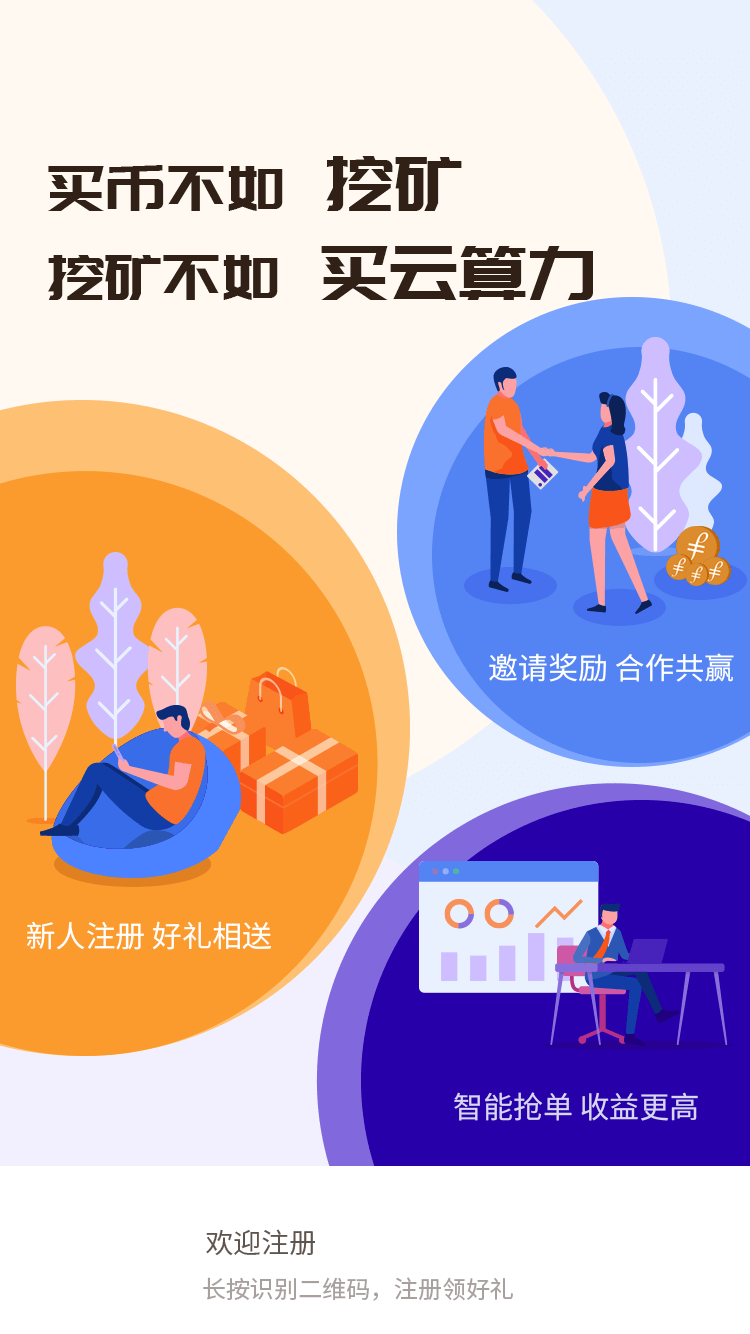 买币不如 挖矿
挖矿不如 买云算力
邀请奖励 合作共赢
新人注册 好礼相送
智能抢单 收益更高
欢迎注册
长按识别二维码，注册领好礼